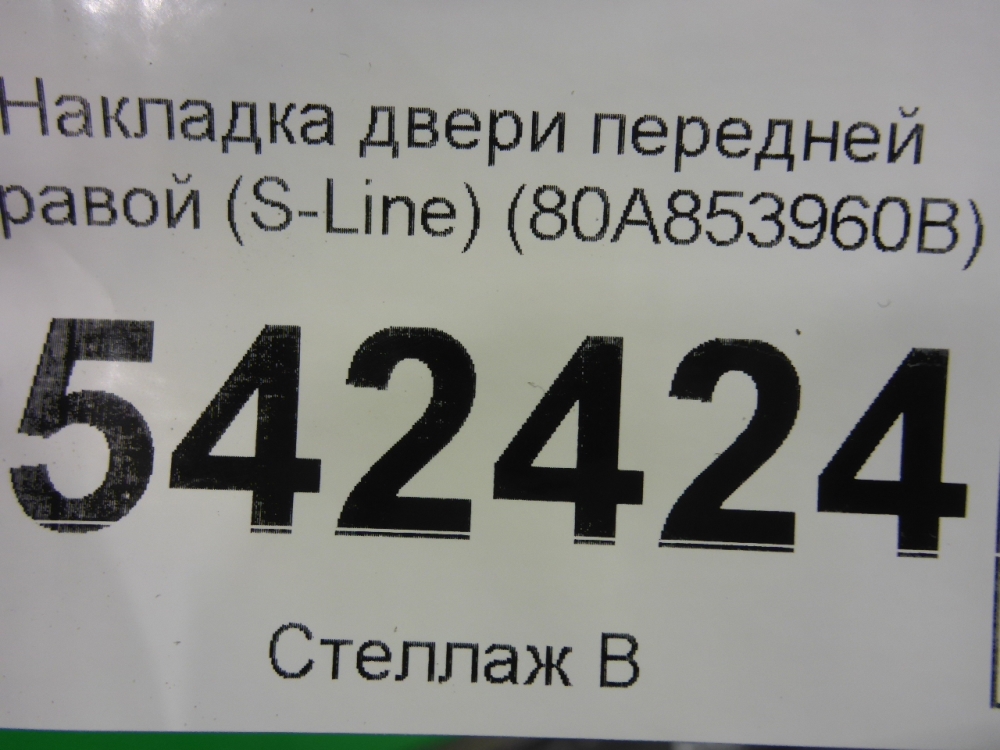 Накладка двери передней
равой (S-Line) (80A853960B)
542424
Стеллаж В